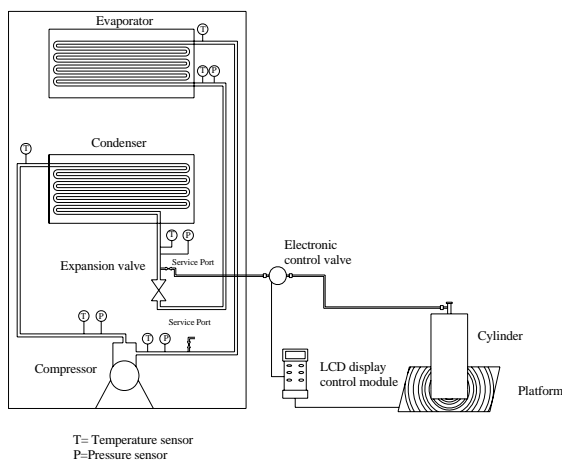 Evaporator
T
T P
Condenser
T
T P
Expansion valve
Service Port
Electronic
control valve
Service Port
T P
T P
Compressor
LCD display
control module
Cylinder
Platform
T= Temperature sensor
P=Pressure sensor